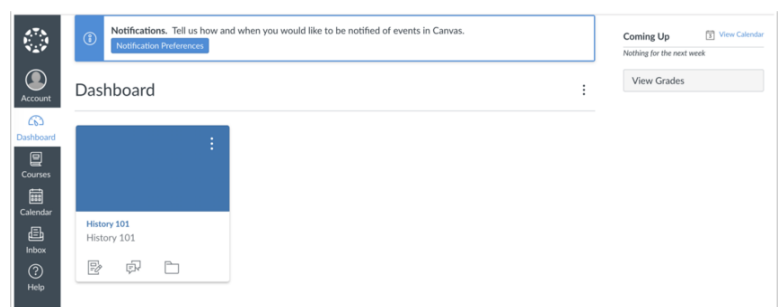 Notifications. Tell us how and when you would like to be notified of events in Canvas.
Notification Preferences
Coming Up
View Calendar
Nothing for the next week
View Grades
Account
Dashboard
Courses
Calendar
Inbox
Help
Dashboard
History 101
History 101